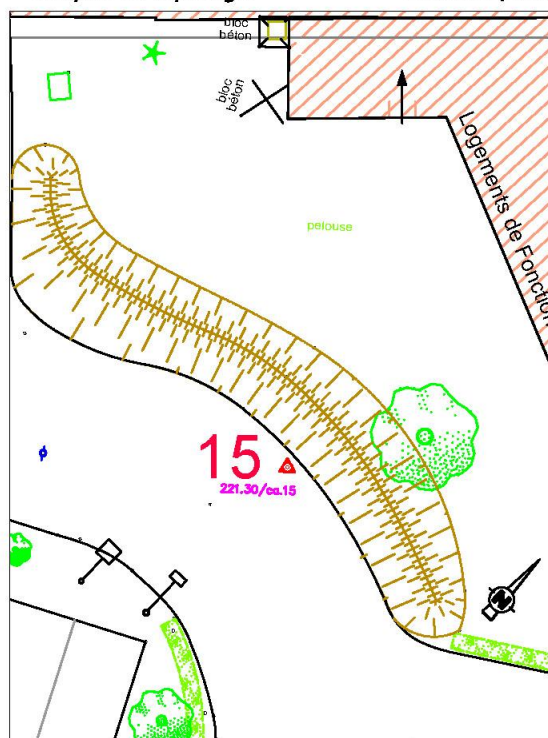 bloc
béton
bloc
béton
Logements de Fonction
pelouse
15
221.30/ca.15
N